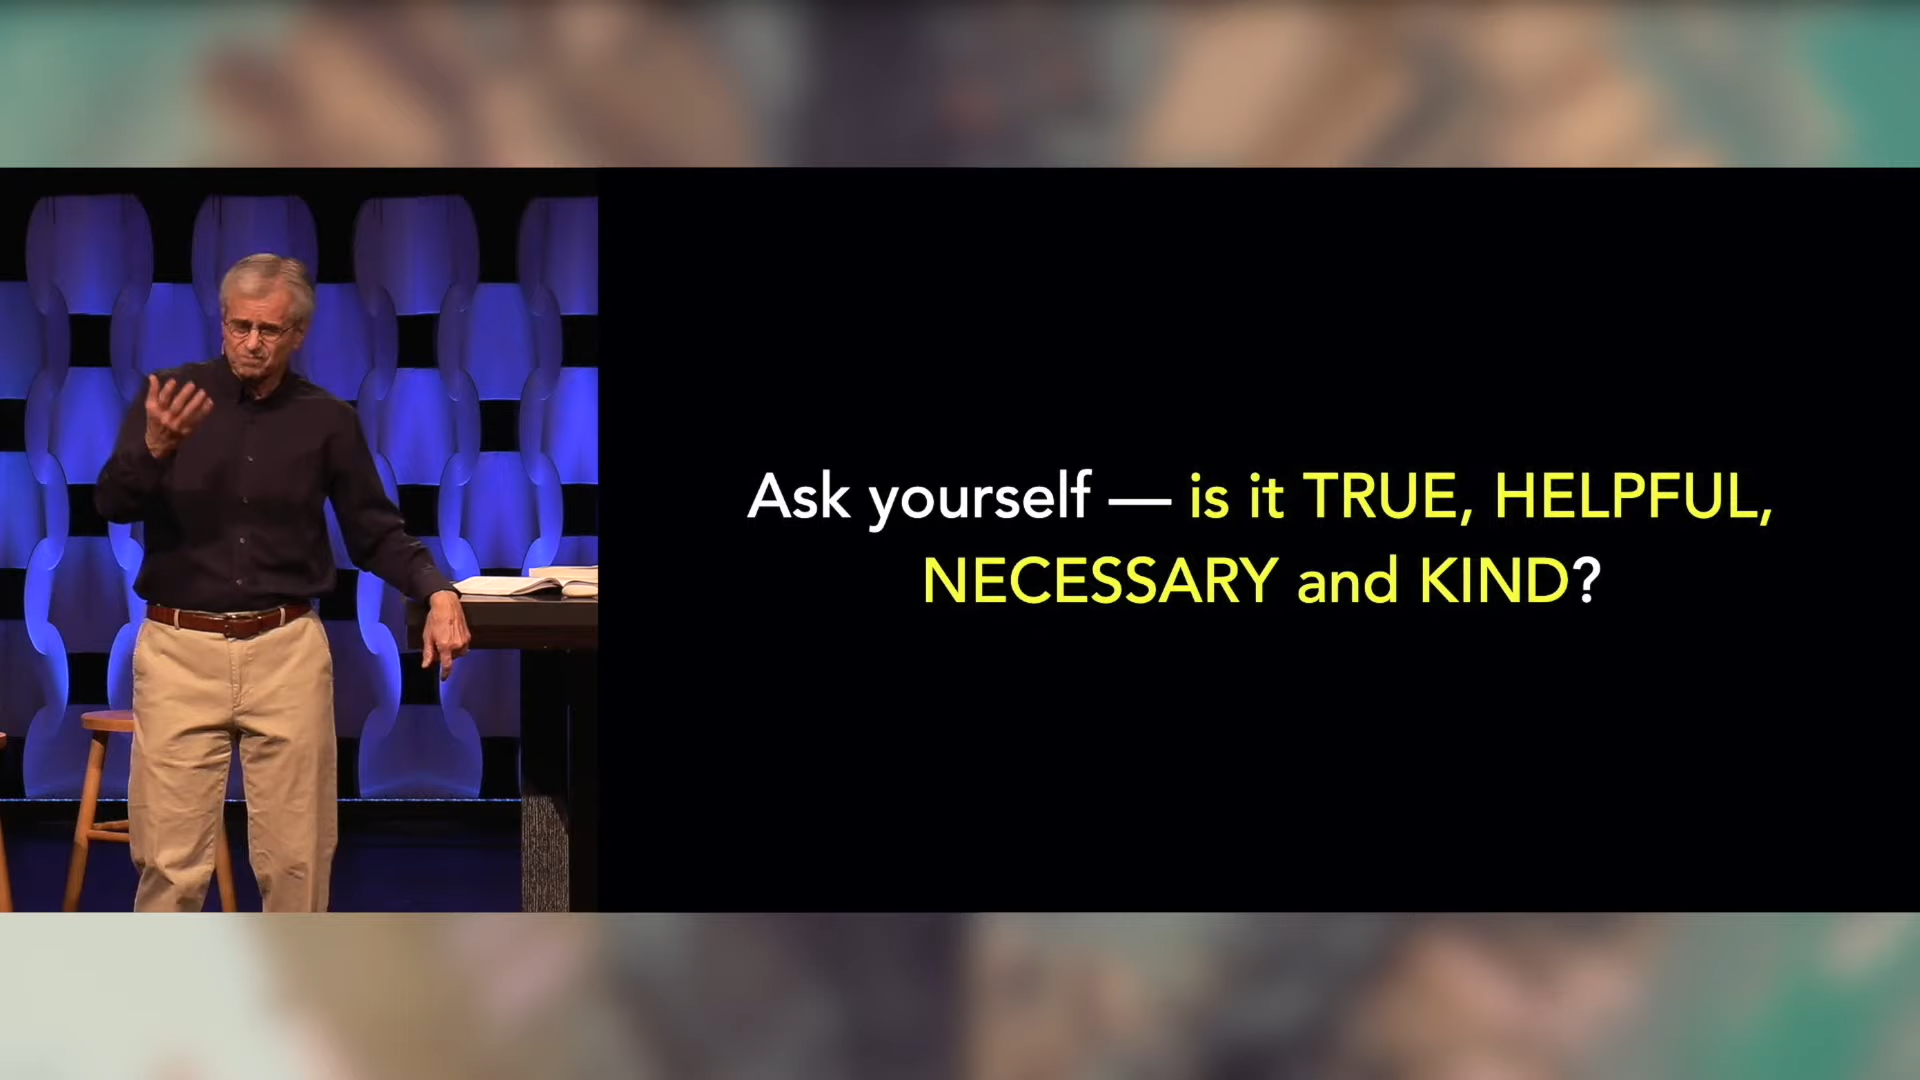 Ask yourself — is it TRUE, HELPFUL,
NECESSARY and KIND?